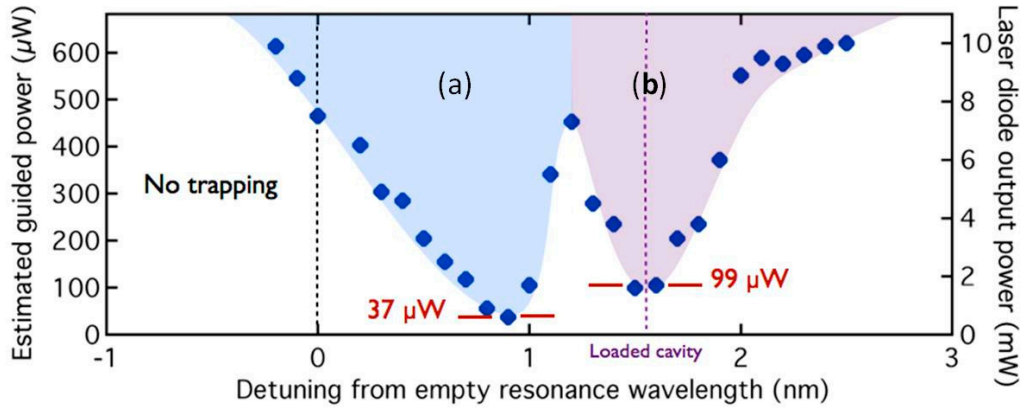 Estimated guided power (µW)
600
500
400
300
200
100
0
(a)
(b)
No trapping
37 µW
99 µW
Loaded cavity
10
8
6
4
2
0
Laser diode output power (mW)
-1
0
1
2
3
Detuning from empty resonance wavelength (nm)